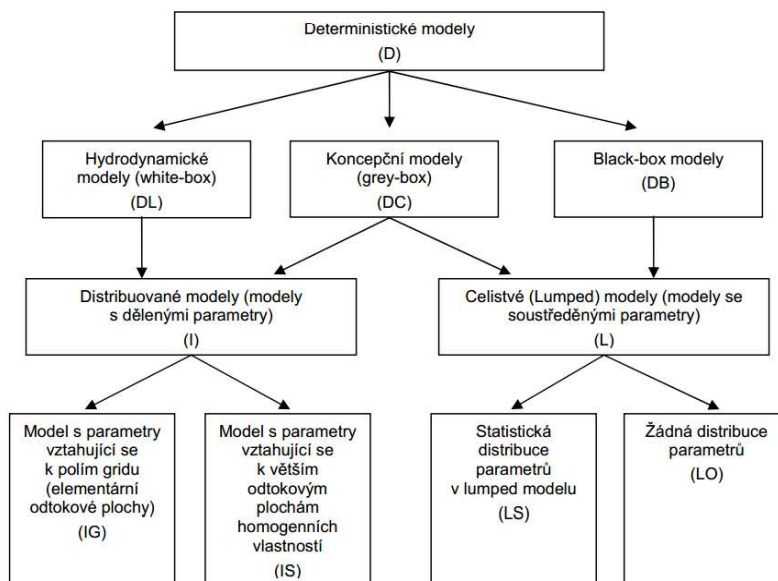 Deterministické modely
(D)
Hydrodynamické
modely (white-box)
(DL)
Koncepční modely
(grey-box)
(DC)
Black-box modely
(DB)
Distribuované modely (modely
s dělenými parametry)
(I)
Celistvé (Lumped) modely (modely se
soustředěnými parametry)
(L)
Model s parametry
vztahující se
k polím gridu
(elementární
odtokové plochy)
(IG)
Model s parametry
vztahující se
k větším
odtokovým
plochám
homogenních
vlastností
(IS)
Statistická
distribuce
parametrů
v lumped modelu
(LS)
Žádná distribuce
parametrů
(LO)